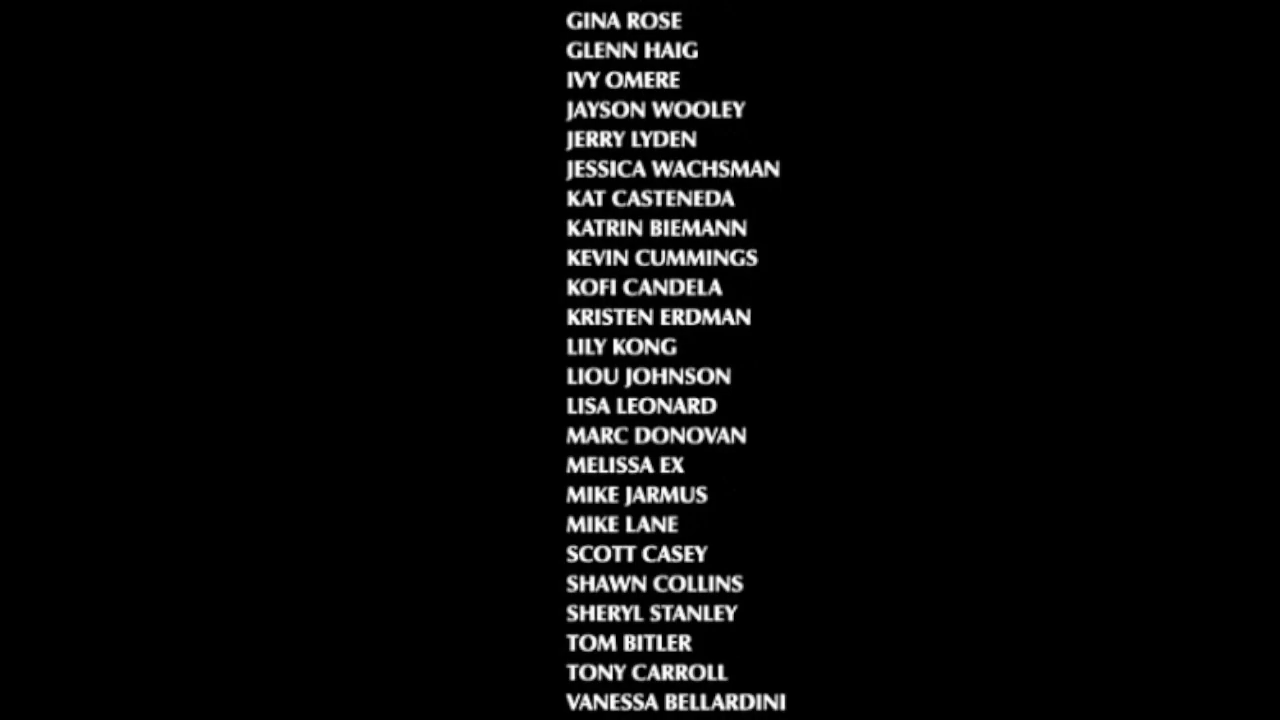 GINA ROSE
GLENN HAIG
IVY OMERE
JAYSON WOOLEY
JERRY LYDEN
JESSICA WACHSMAN
KAT CASTENEDA
KATRIN BIEMANN
KEVIN CUMMINGS
KOFI CANDELA
KRISTEN ERDMAN
LILY KONG
LIOU JOHNSON
LISA LEONARD
MARC DONOVAN
MELISSA EX
MIKE JARMUS
MIKE LANE
SCOTT CASEY
SHAWN COLLINS
SHERYL STANLEY
TOM BITLER
TONY CARROLL
VANESSA BELLARDINI